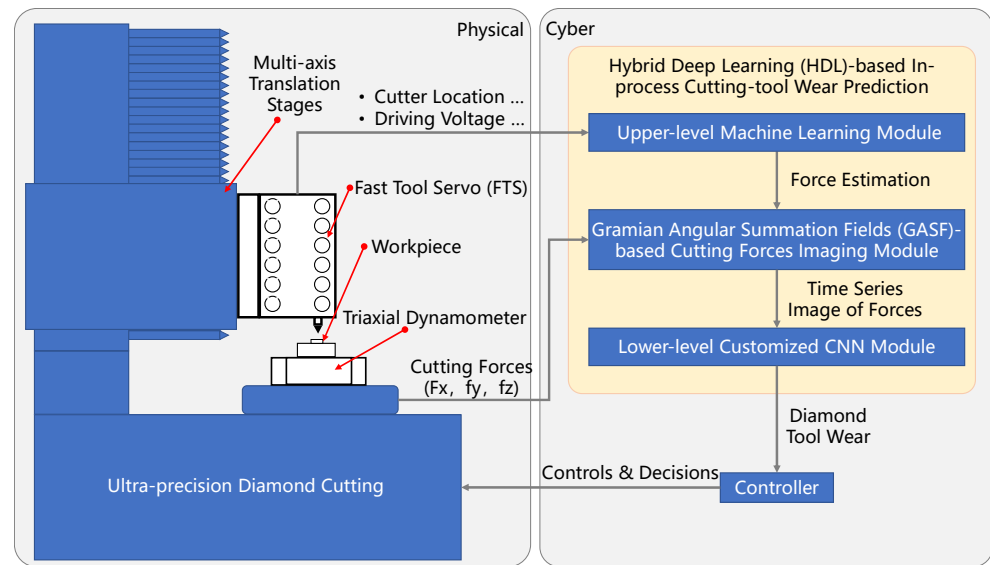 Physical
Cyber
Multi-axis
Translation
Stages
• Cutter Location ...
• Driving Voltage ...
Fast Tool Servo (FTS)
Workpiece
Triaxial Dynamometer
Cutting Forces
(Fx, fy, fz)
Ultra-precision Diamond Cutting
Hybrid Deep Learning (HDL)-based In-
process Cutting-tool Wear Prediction
Upper-level Machine Learning Module
Force Estimation
Gramian Angular Summation Fields (GASF)-
based Cutting Forces Imaging Module
Time Series
Image of Forces
Lower-level Customized CNN Module
Diamond
Tool Wear
Controls & Decisions
Controller